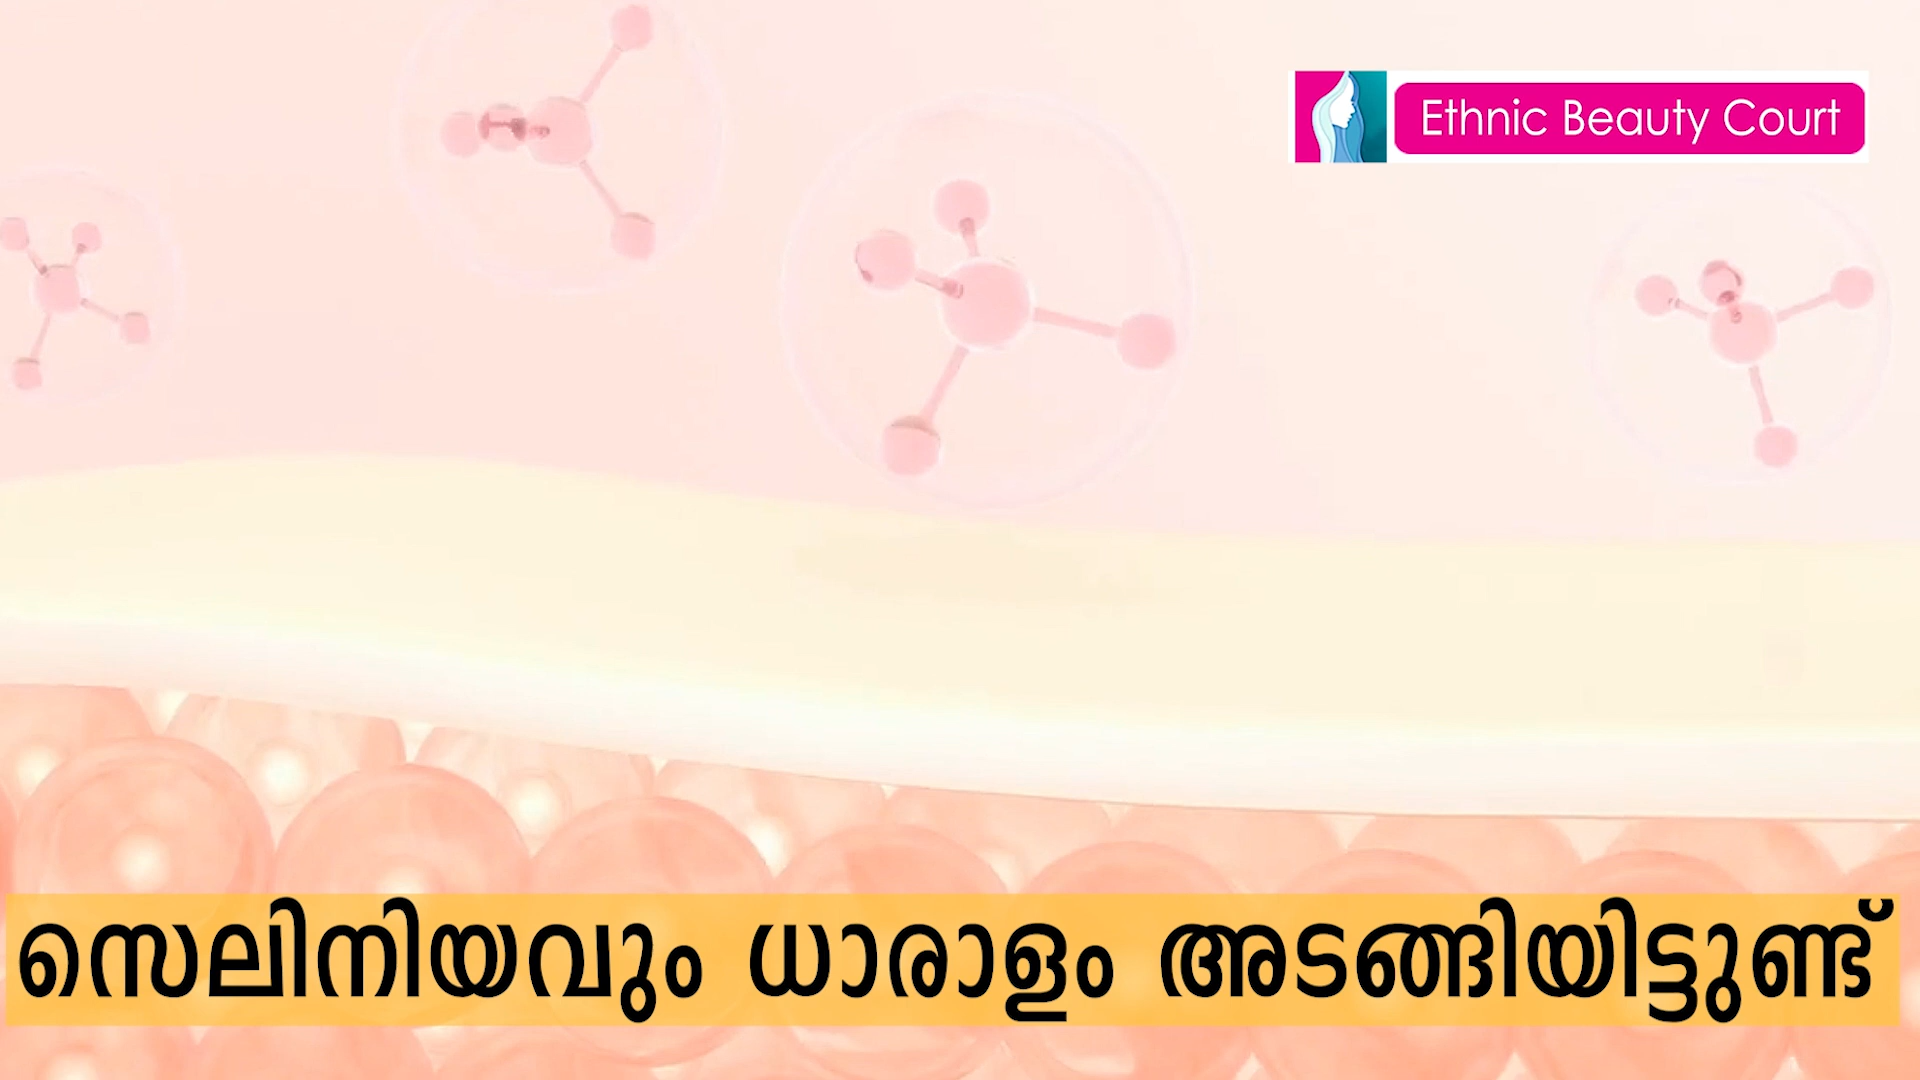 Ethnic Beauty Court
സെലിനിയവും ധാരാളം അടങ്ങിയിട്ടുണ്ട്